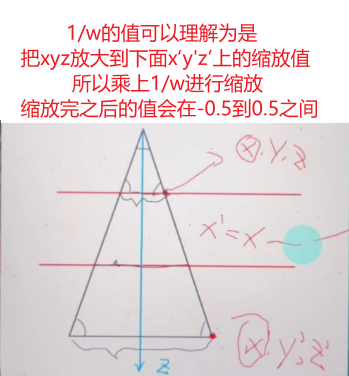 1/w的值可以理解为是
把xyz放大到下面x'y'z'上的缩放值
所以乘上1/w进行缩放
缩放完之后的值会在-0.5到0.5之间
x, y, z
x' = x
x', y', z'
z